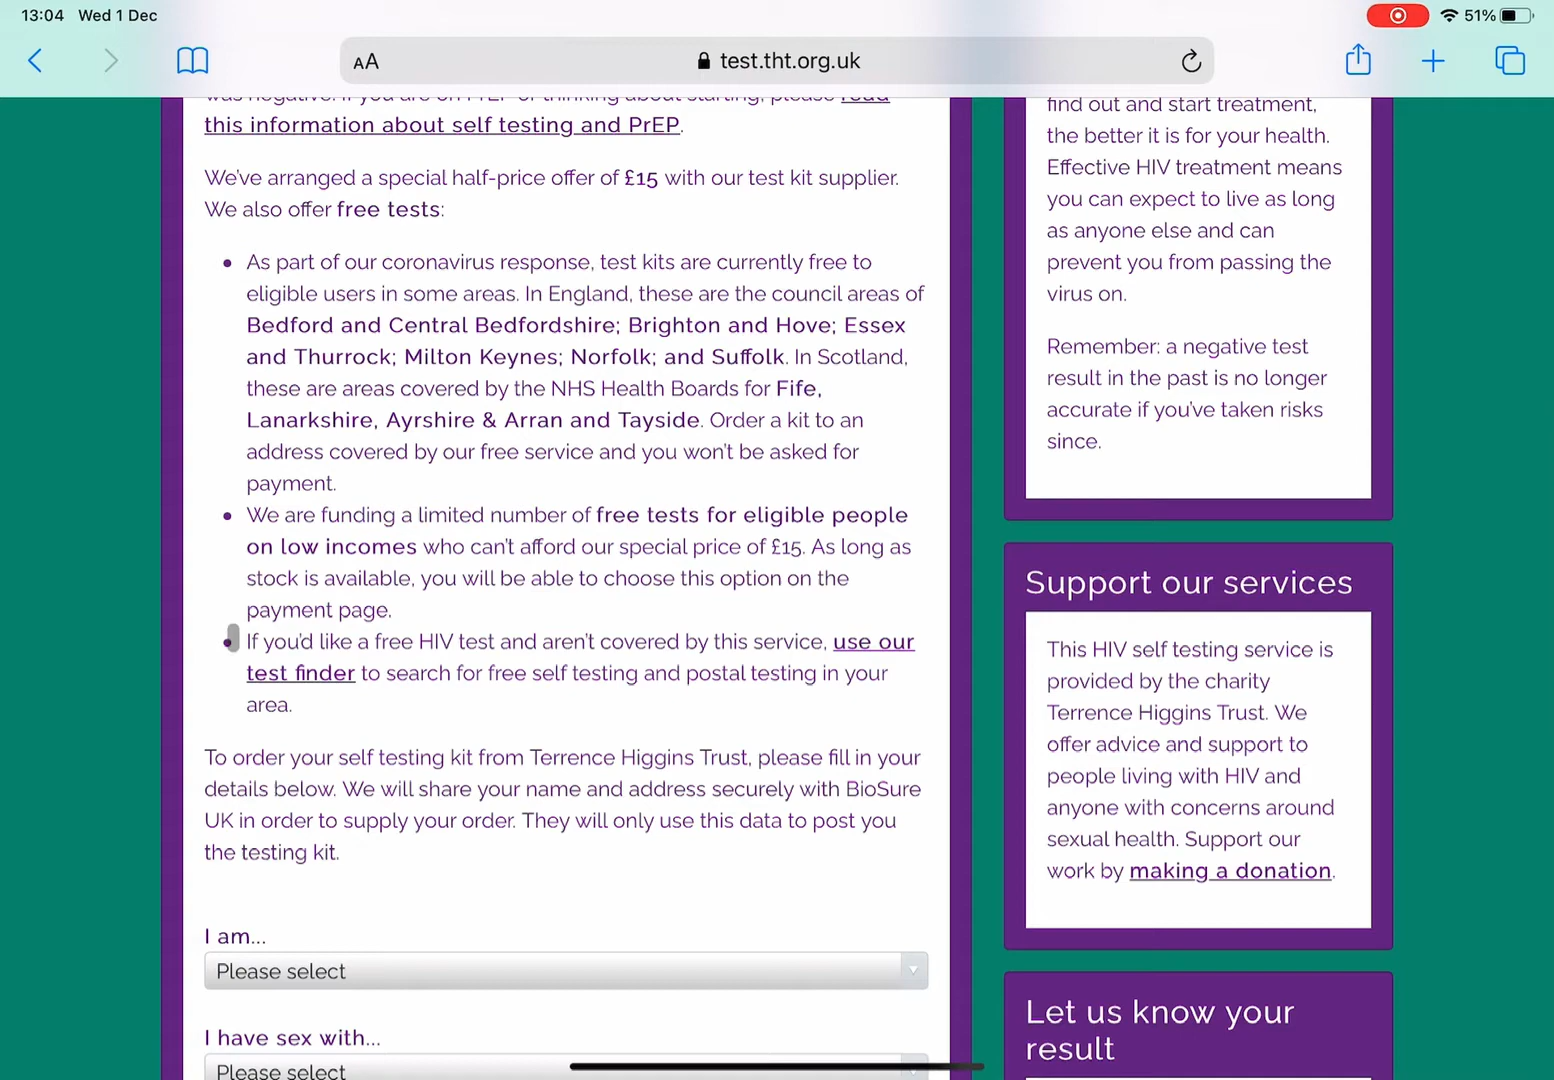 13:04 Wed 1 Dec
51%
AA
test.tht.org.uk
this information about self testing and PrEP.
We've arranged a special half-price offer of £15 with our test kit supplier.
We also offer free tests:
• As part of our coronavirus response, test kits are currently free to
eligible users in some areas. In England, these are the council areas of
Bedford and Central Bedfordshire; Brighton and Hove; Essex
and Thurrock; Milton Keynes; Norfolk; and Suffolk. In Scotland,
these are areas covered by the NHS Health Boards for Fife,
Lanarkshire, Ayrshire & Arran and Tayside. Order a kit to an
address covered by our free service and you won't be asked for
payment.
• We are funding a limited number of free tests for eligible people
on low incomes who can't afford our special price of £15. As long as
stock is available, you will be able to choose this option on the
payment page.
• If you'd like a free HIV test and aren't covered by this service, use our
test finder to search for free self testing and postal testing in your
area.
To order your self testing kit from Terrence Higgins Trust, please fill in your
details below. We will share your name and address securely with BioSure
UK in order to supply your order. They will only use this data to post you
the testing kit.
I am...
Please select
I have sex with...
Please select
find out and start treatment,
the better it is for your health.
Effective HIV treatment means
you can expect to live as long
as anyone else and can
prevent you from passing the
virus on.
Remember: a negative test
result in the past is no longer
accurate if you've taken risks
since.
Support our services
This HIV self testing service is
provided by the charity
Terrence Higgins Trust. We
offer advice and support to
people living with HIV and
anyone with concerns around
sexual health. Support our
work by making a donation.
Let us know your
result